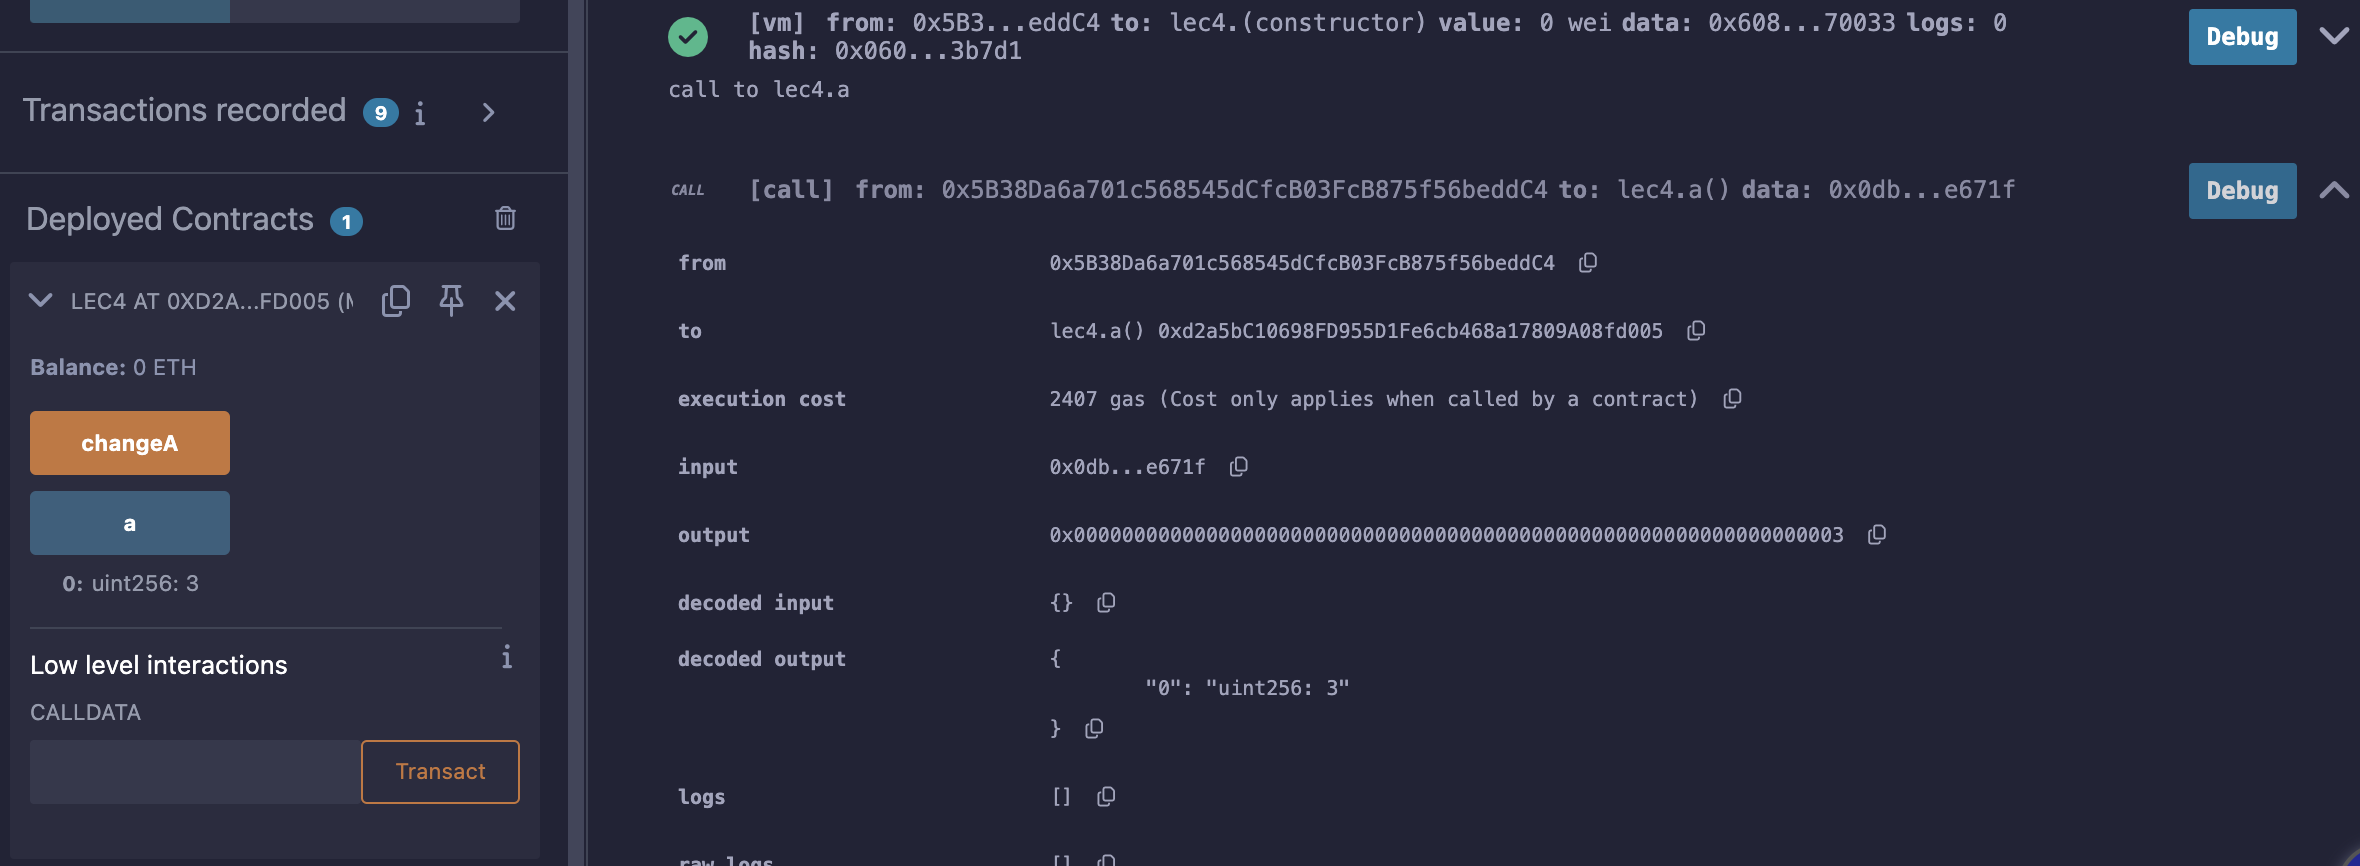 Transactions recorded 9 i
Deployed Contracts 1
LEC4 AT 0XD2A...FD005 (M
Balance: 0 ETH
changeA
a
0: uint256: 3
Low level interactions i
CALLDATA
Transact
[vm] from: 0x5B3...eddC4 to: lec4.(constructor) value: 0 wei data: 0x608...70033 logs: 0
hash: 0x060...3b7d1
Debug
call to lec4.a
CALL [call] from: 0x5B38Da6a701c568545dCfcB03FcB875f56beddC4 to: lec4.a() data: 0x0db...e671f
Debug
from 0x5B38Da6a701c568545dCfcB03FcB875f56beddC4
to lec4.a() 0xd2a5bC10698FD955D1Fe6cb468a17809A08fd005
execution cost 2407 gas (Cost only applies when called by a contract)
input 0x0db...e671f
output 0x0000000000000000000000000000000000000000000000000000000000000003
decoded input {}
decoded output {
"0": "uint256: 3"
}
logs []
raw logs []